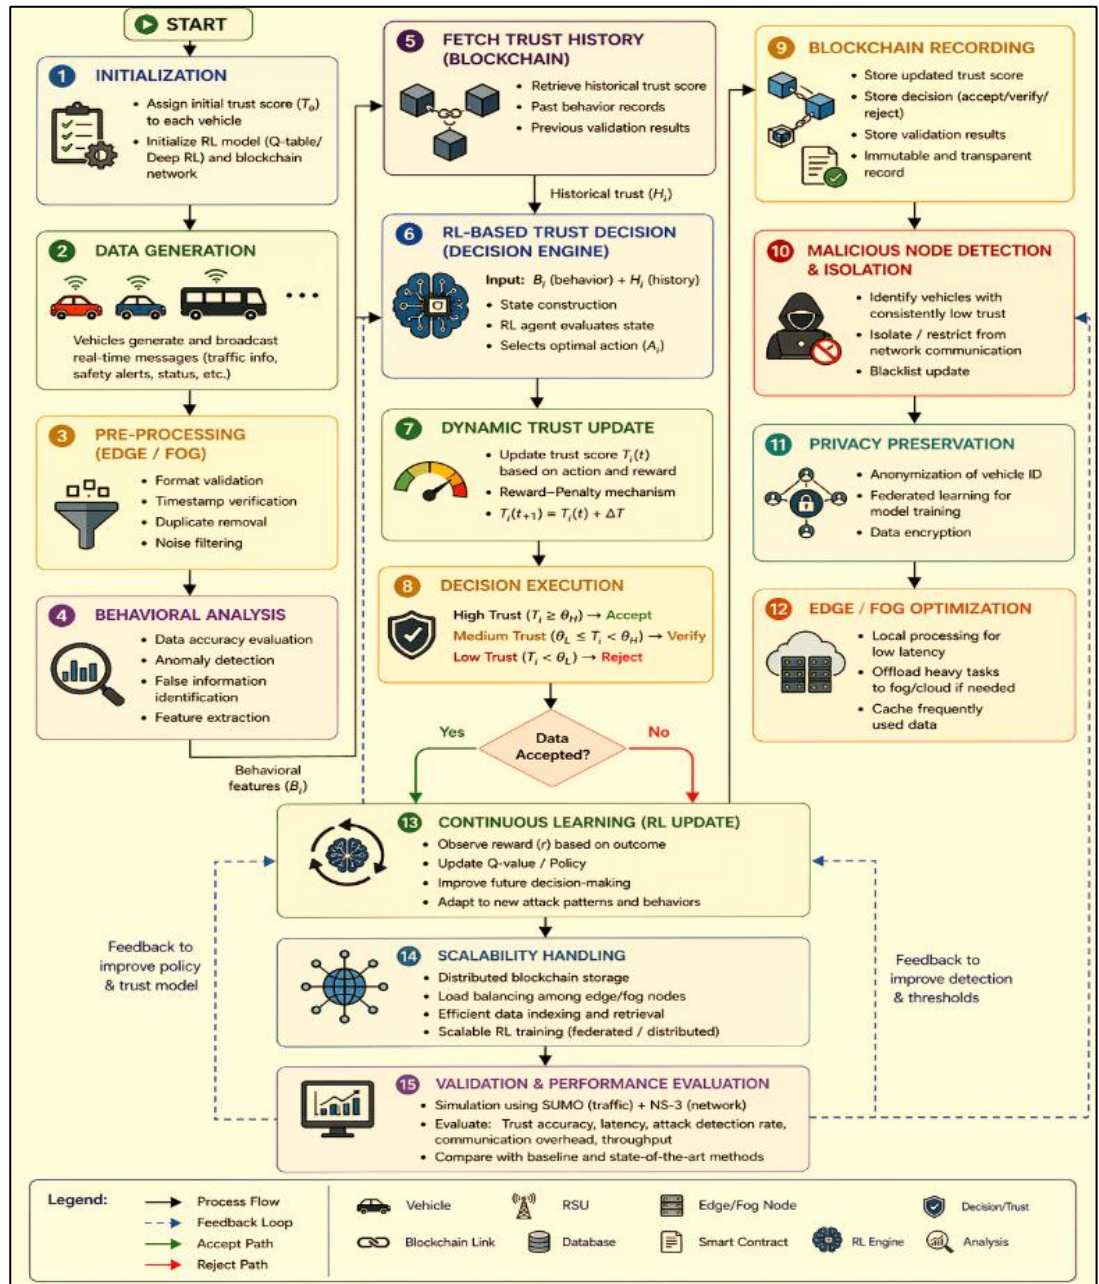 START
1 INITIALIZATION
• Assign initial trust score (T₀)
to each vehicle
• Initialize RL model (Q-table/
Deep RL) and blockchain
network
2 DATA GENERATION
• • •
Vehicles generate and broadcast
real-time messages (traffic info,
safety alerts, status, etc.)
3 PRE-PROCESSING
(EDGE / FOG)
• Format validation
• Timestamp verification
• Duplicate removal
• Noise filtering
4 BEHAVIORAL ANALYSIS
• Data accuracy evaluation
• Anomaly detection
• False information
identification
• Feature extraction
Behavioral
features (Bᵢ)
5 FETCH TRUST HISTORY
(BLOCKCHAIN)
• Retrieve historical trust score
• Past behavior records
• Previous validation results
Historical trust (Hᵢ)
6 RL-BASED TRUST DECISION
(DECISION ENGINE)
Input: Bᵢ (behavior) + Hᵢ (history)
• State construction
• RL agent evaluates state
• Selects optimal action (Aᵢ)
7 DYNAMIC TRUST UPDATE
• Update trust score Tᵢ(t)
based on action and reward
• Reward–Penalty mechanism
• Tᵢ(t₊₁) = Tᵢ(t) + ΔT
8 DECISION EXECUTION
High Trust (Tᵢ ≥ θ_H) → Accept
Medium Trust (θ_L ≤ Tᵢ < θ_H) → Verify
Low Trust (Tᵢ < θ_L) → Reject
Yes
Data
Accepted?
No
9 BLOCKCHAIN RECORDING
• Store updated trust score
• Store decision (accept/verify/
reject)
• Store validation results
• Immutable and transparent
record
10 MALICIOUS NODE DETECTION
& ISOLATION
• Identify vehicles with
consistently low trust
• Isolate / restrict from
network communication
• Blacklist update
11 PRIVACY PRESERVATION
• Anonymization of vehicle ID
• Federated learning for
model training
• Data encryption
12 EDGE / FOG OPTIMIZATION
• Local processing for
low latency
• Offload heavy tasks
to fog/cloud if needed
• Cache frequently
used data
13 CONTINUOUS LEARNING (RL UPDATE)
• Observe reward (r) based on outcome
• Update Q-value / Policy
• Improve future decision-making
• Adapt to new attack patterns and behaviors
Feedback to
improve policy
& trust model
14 SCALABILITY HANDLING
• Distributed blockchain storage
• Load balancing among edge/fog nodes
• Efficient data indexing and retrieval
• Scalable RL training (federated / distributed)
Feedback to
improve detection
& thresholds
15 VALIDATION & PERFORMANCE EVALUATION
• Simulation using SUMO (traffic) + NS-3 (network)
• Evaluate: Trust accuracy, latency, attack detection rate,
communication overhead, throughput
• Compare with baseline and state-of-the-art methods
Legend:
Process Flow
Feedback Loop
Accept Path
Reject Path
Vehicle
RSU
Edge/Fog Node
Decision/Trust
Blockchain Link
Database
Smart Contract
RL Engine
Analysis